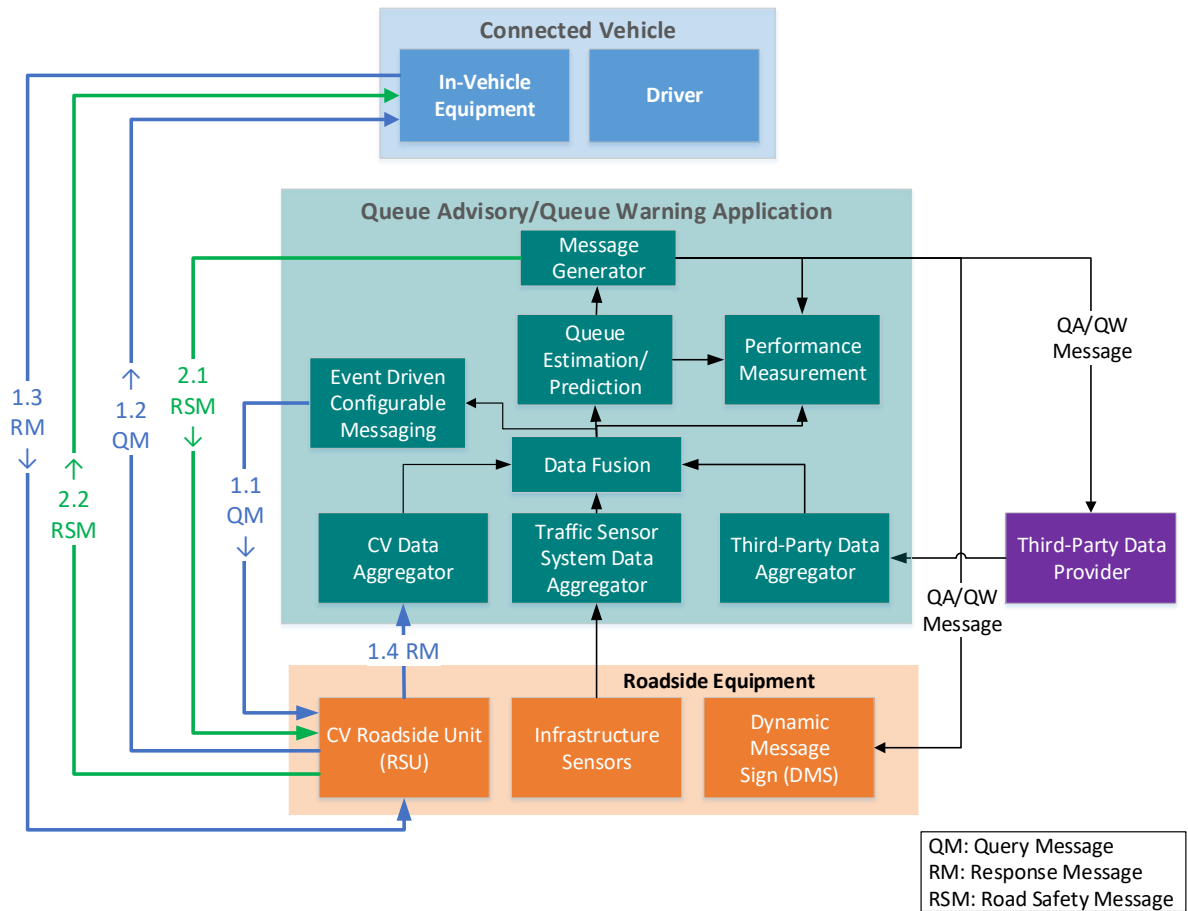 Connected Vehicle
In-Vehicle
Equipment
Driver
Queue Advisory/Queue Warning Application
Message
Generator
Queue
Estimation/
Prediction
Performance
Measurement
Event Driven
Configurable
Messaging
Data Fusion
CV Data
Aggregator
Traffic Sensor
System Data
Aggregator
Third-Party Data
Aggregator
Third-Party Data
Provider
QA/QW
Message
QA/QW
Message
1.3
RM
↓
↑
2.2
RSM
↑
1.2
QM
2.1
RSM
↓
1.1
QM
↓
1.4 RM
Roadside Equipment
CV Roadside Unit
(RSU)
Infrastructure
Sensors
Dynamic
Message
Sign (DMS)
QM: Query Message
RM: Response Message
RSM: Road Safety Message